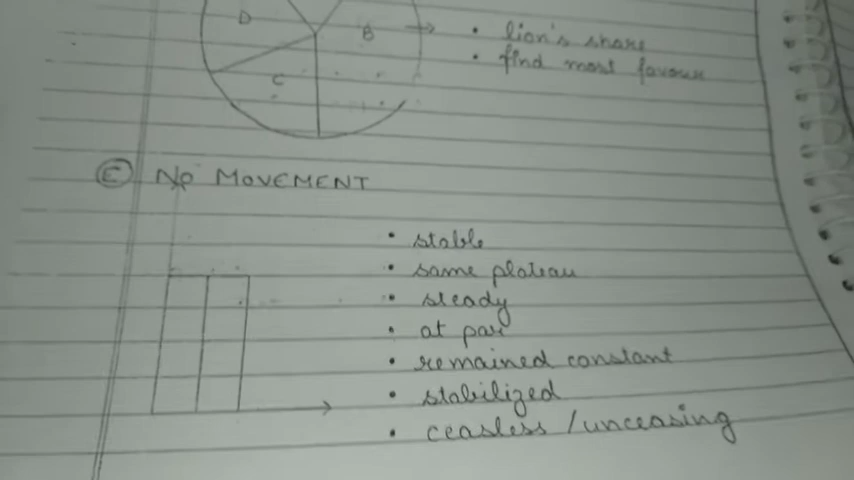 D
B
• lion's share
• find most favour
C
E NO MOVEMENT
• stable
• same plateau
• steady
• at par
• remained constant
• stabilized
• ceasless / unceasing